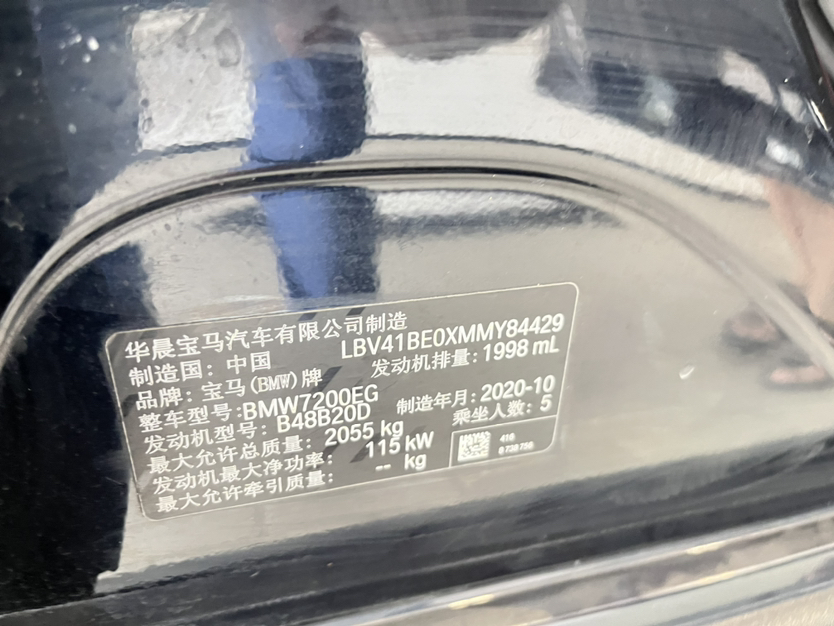 华晨宝马汽车有限公司制造
制造国：中国 LBV41BE0XMMY84429
品牌：宝马(BMW)牌 发动机排量：1998 mL
整车型号:BMW7200EG
发动机型号：B48B20D 制造年月：2020-10
最大允许总质量：2055 kg 乘坐人数：5
发动机最大净功率：115 kW
最大允许牵引质量：-- kg